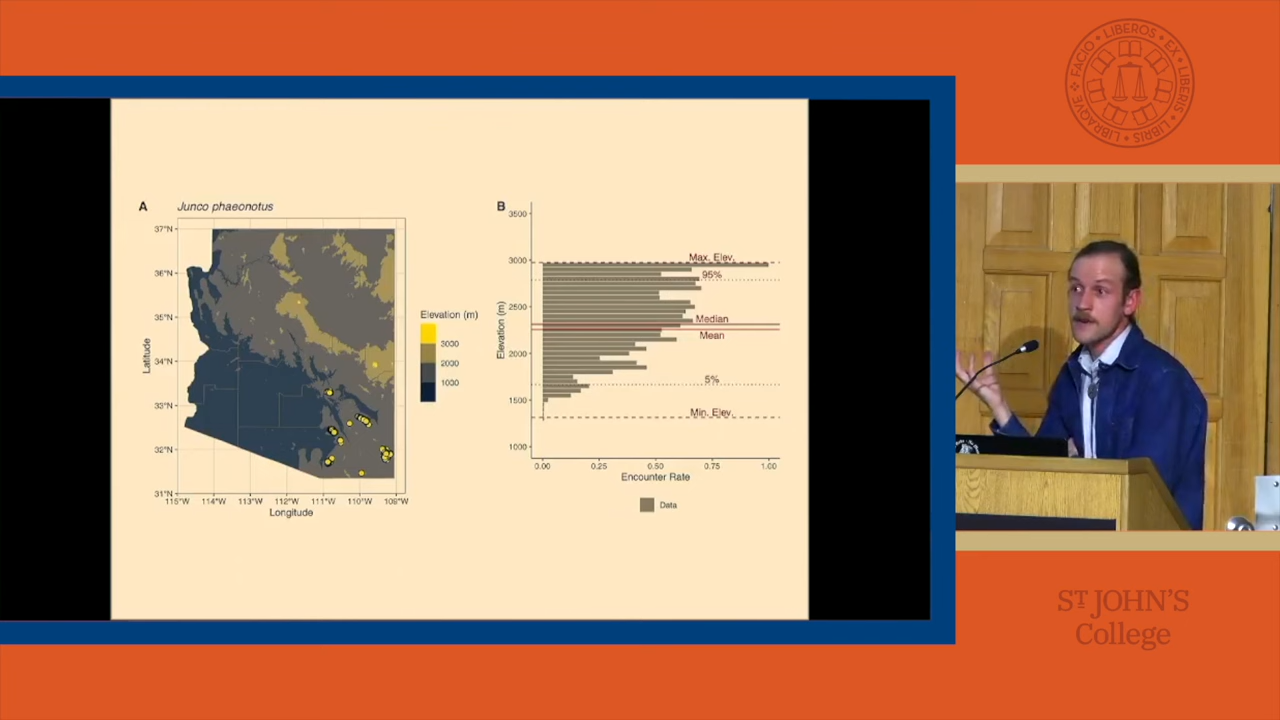 FACIO LIBEROS EX LIBERIS LIBRIS LIBRAQVE
A
Junco phaeonotus
37°N
36°N
35°N
34°N
33°N
32°N
31°N
Latitude
115°W 114°W 113°W 112°W 111°W 110°W 109°W
Longitude
Elevation (m)
3000
2000
1000
B
3500
3000
2500
2000
1500
1000
Elevation (m)
Max. Elev.
95%
Median
Mean
5%
Min. Elev.
0.00 0.25 0.50 0.75 1.00
Encounter Rate
Data
ST JOHN'S
College